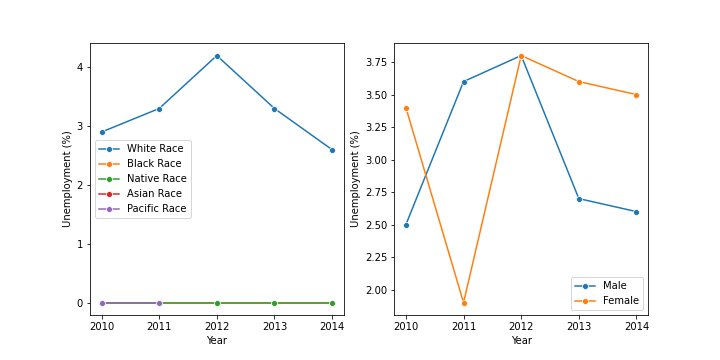 Unemployment (%)
4
3
2
1
0
White Race
Black Race
Native Race
Asian Race
Pacific Race
2010 2011 2012 2013 2014
Year
Unemployment (%)
3.75
3.50
3.25
3.00
2.75
2.50
2.25
2.00
Male
Female
2010 2011 2012 2013 2014
Year